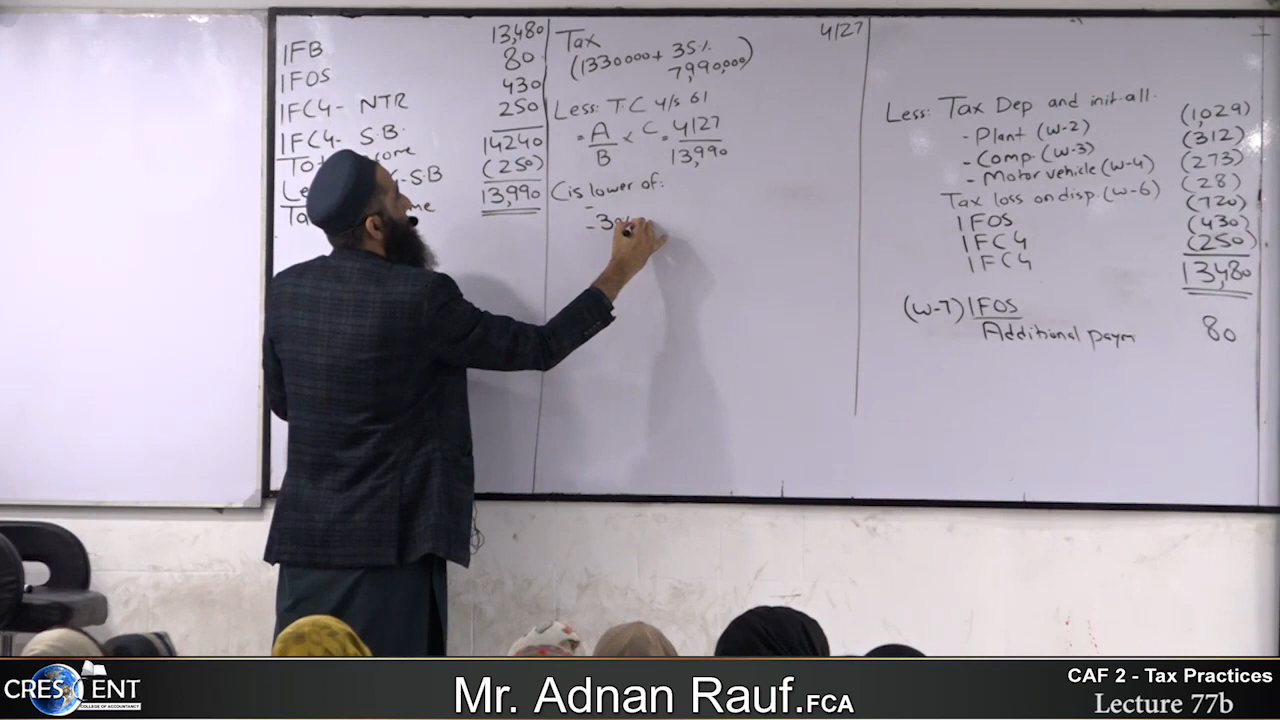 IFB 13,480
IFOS 80
IFC4- NTR 430
IFC4- S.B. 250
14240
S.B (250)
13,990
Tax 4127
(1330000 + 35%
7,990,000)
Less: T.C u/s 61
= A/B × C = 4127/13,990
C is lower of:
-
- 30%
Less: Tax Dep and init.all.
- Plant (w-2) (1,029)
- Comp. (w-3) (312)
- Motor vehicle (w-4) (273)
Tax loss on disp. (w-6) (28)
IFOS (720)
IFC4 (430)
IFC4 (250)
13,480
(w-7) IFOS
Additional paym 80
CRESCENT
COLLEGE OF ACCOUNTANCY
Mr. Adnan Rauf.FCA
CAF 2 - Tax Practices
Lecture 77b